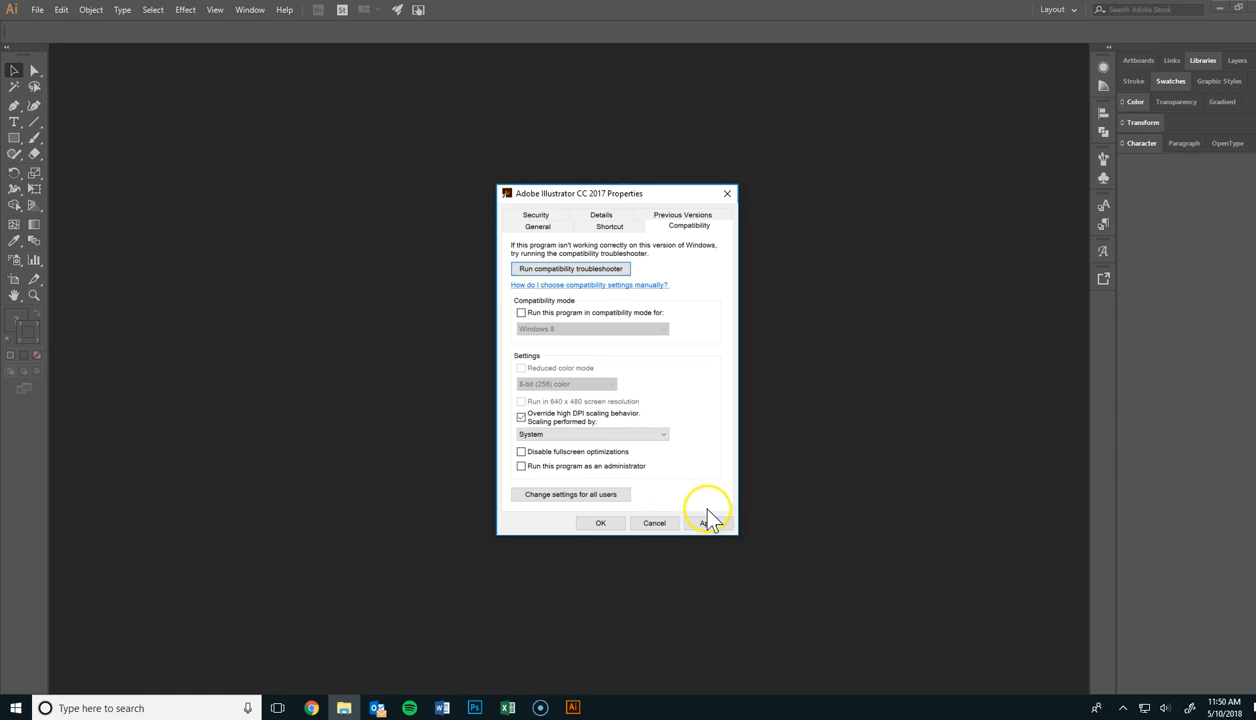 Ai File Edit Object Type Select Effect View Window Help Br St Layout Search Adobe Stock
Artboards Links Libraries Layers
Stroke Swatches Graphic Styles
Color Transparency Gradient
Transform
Character Paragraph OpenType
Adobe Illustrator CC 2017 Properties
Security Details Previous Versions
General Shortcut Compatibility
If this program isn't working correctly on this version of Windows,
try running the compatibility troubleshooter.
Run compatibility troubleshooter
How do I choose compatibility settings manually?
Compatibility mode
Run this program in compatibility mode for:
Windows 8
Settings
Reduced color mode
8-bit (256) color
Run in 640 x 480 screen resolution
Override high DPI scaling behavior.
Scaling performed by:
System
Disable fullscreen optimizations
Run this program as an administrator
Change settings for all users
OK Cancel
Type here to search
Ps Ai
11:50 AM
5/10/2018